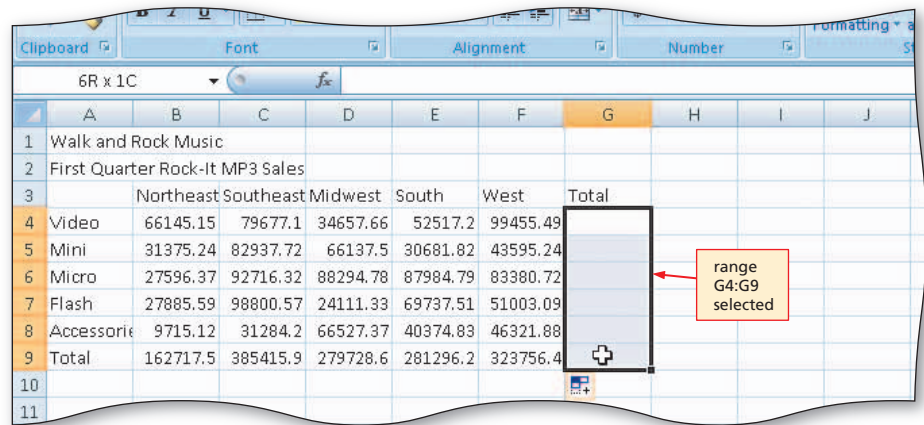 B I U
$
Formatting a
Clipboard Font Alignment Number
6R x 1C fx
A B C D E F G H I J
1 Walk and Rock Music
2 First Quarter Rock-It MP3 Sales
3 Northeast Southeast Midwest South West Total
4 Video 66145.15 79677.1 34657.66 52517.2 99455.49
5 Mini 31375.24 82937.72 66137.5 30681.82 43595.24
6 Micro 27596.37 92716.32 88294.78 87984.79 83380.72
7 Flash 27885.59 98800.57 24111.33 69737.51 51003.09
8 Accessorie 9715.12 31284.2 66527.37 40374.83 46321.88
9 Total 162717.5 385415.9 279728.6 281296.2 323756.4
10
11
range
G4:G9
selected